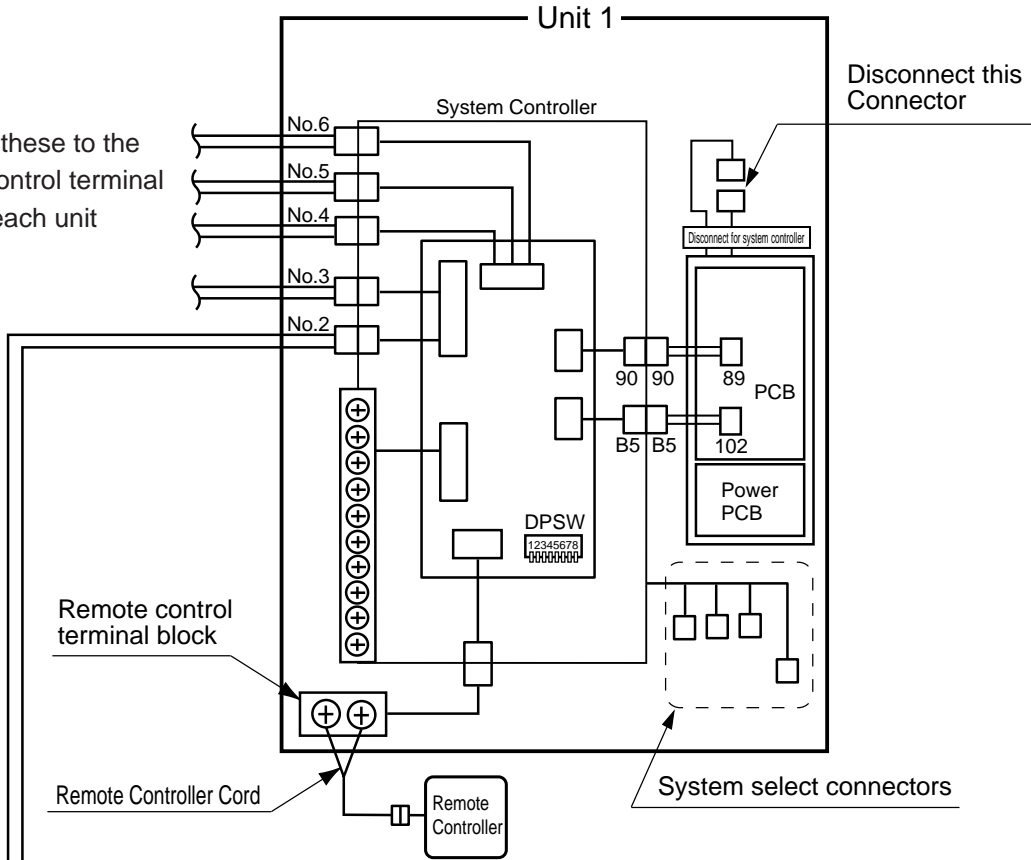 Unit 1
Disconnect this
Connector
System Controller
these to the
ontrol terminal
each unit
No.6
No.5
No.4
No.3
No.2
Disconnect for system controller
90 90 89
PCB
B5 B5 102
Power
PCB
DPSW
12345678
Remote control
terminal block
Remote Controller Cord
Remote
Controller
System select connectors